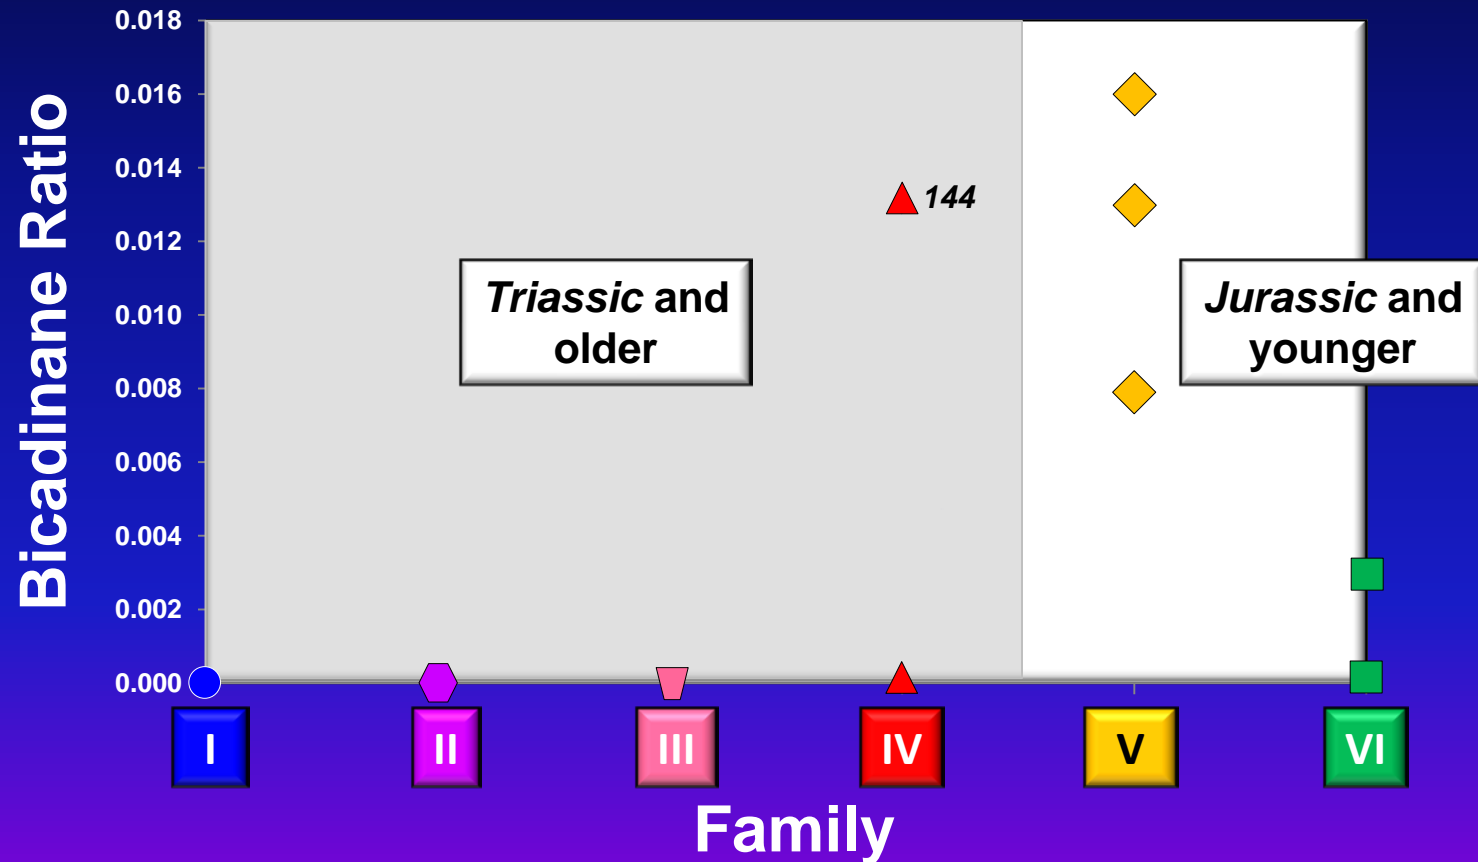 0.018
0.016
0.014
0.012
0.010
0.008
0.006
0.004
0.002
0.000
Bicadinane Ratio
144
Triassic and
older
Jurassic and
younger
I
II
III
IV
V
VI
Family